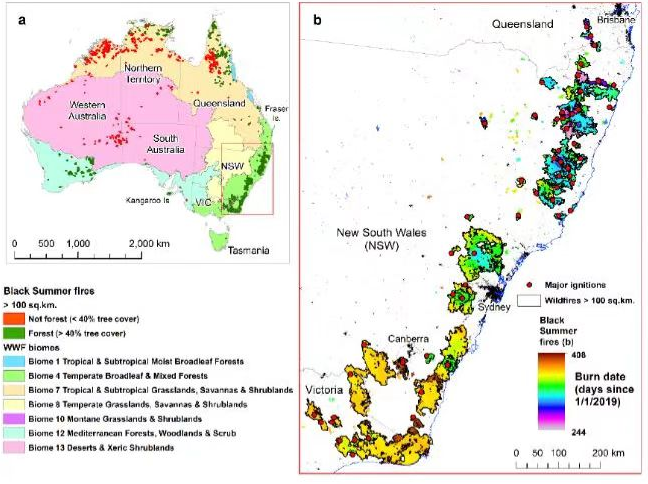 a
Northern
Territory
Queensland
Western
Australia
Fraser
Is.
South
Australia
NSW
Kangaroo Is
VIC
Tasmania
0 500 1,000 2,000 km
Black Summer fires
> 100 sq.km.
Not forest (< 40% tree cover)
Forest (> 40% tree cover)
WWF biomes
Biome 1 Tropical & Subtropical Moist Broadleaf Forests
Biome 4 Temperate Broadleaf & Mixed Forests
Biome 7 Tropical & Subtropical Grasslands, Savannas & Shrublands
Biome 8 Temperate Grasslands, Savannas & Shrublands
Biome 10 Montane Grasslands & Shrublands
Biome 12 Mediterranean Forests, Woodlands & Scrub
Biome 13 Deserts & Xeric Shrublands
b
Queensland
Brisbane
New South Wales
(NSW)
Sydney
Canberra
Victoria
Major ignitions
Wildfires > 100 sq.km.
Black
Summer
fires (b)
408
Burn date
(days since
1/1/2019)
244
0 50 100 200 km